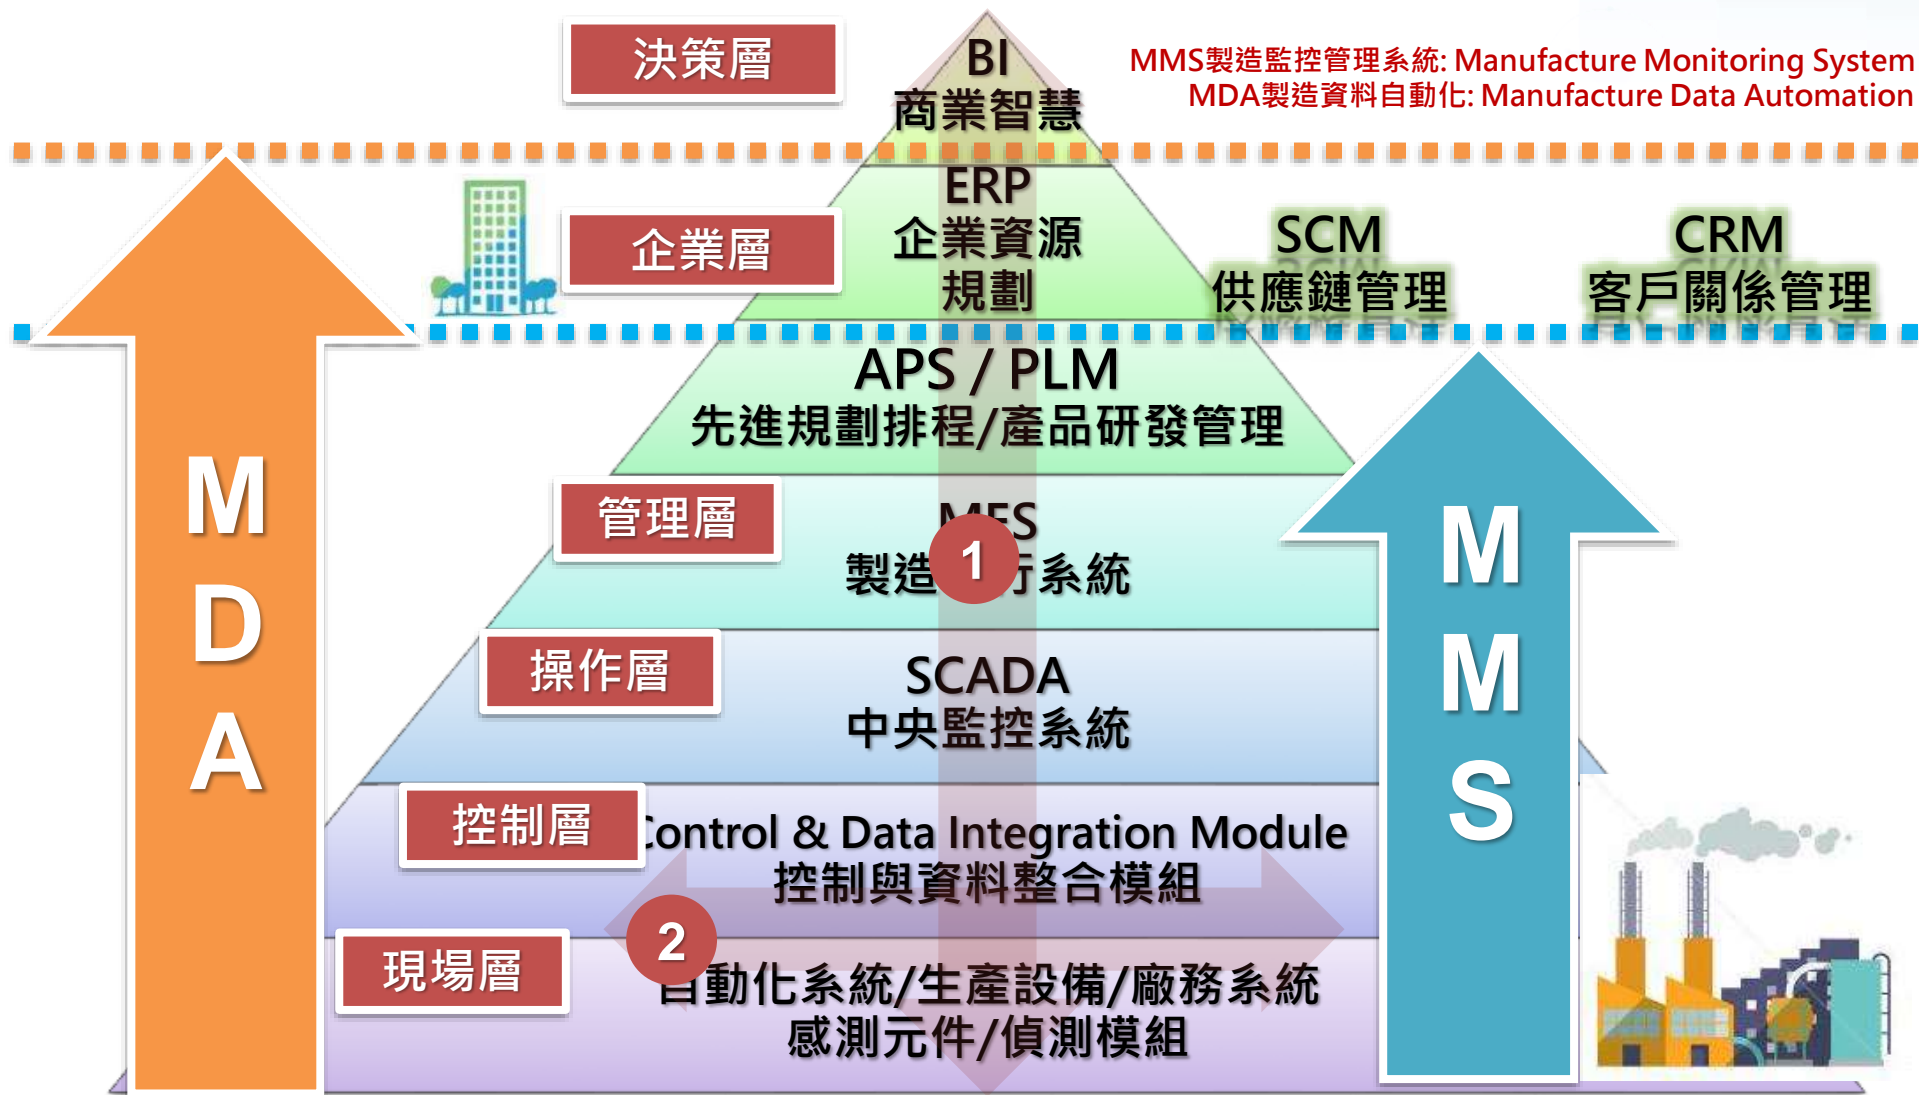 決策層
BI
商業智慧
MMS製造監控管理系統: Manufacture Monitoring System
MDA製造資料自動化: Manufacture Data Automation
企業層
ERP
企業資源
規劃
SCM
供應鏈管理
CRM
客戶關係管理
APS / PLM
先進規劃排程/產品研發管理
管理層
MES
1
製造 行系統
操作層
SCADA
中央監控系統
控制層
Control & Data Integration Module
控制與資料整合模組
2
現場層
自動化系統/生產設備/廠務系統
感測元件/偵測模組
M
D
A
M
M
S